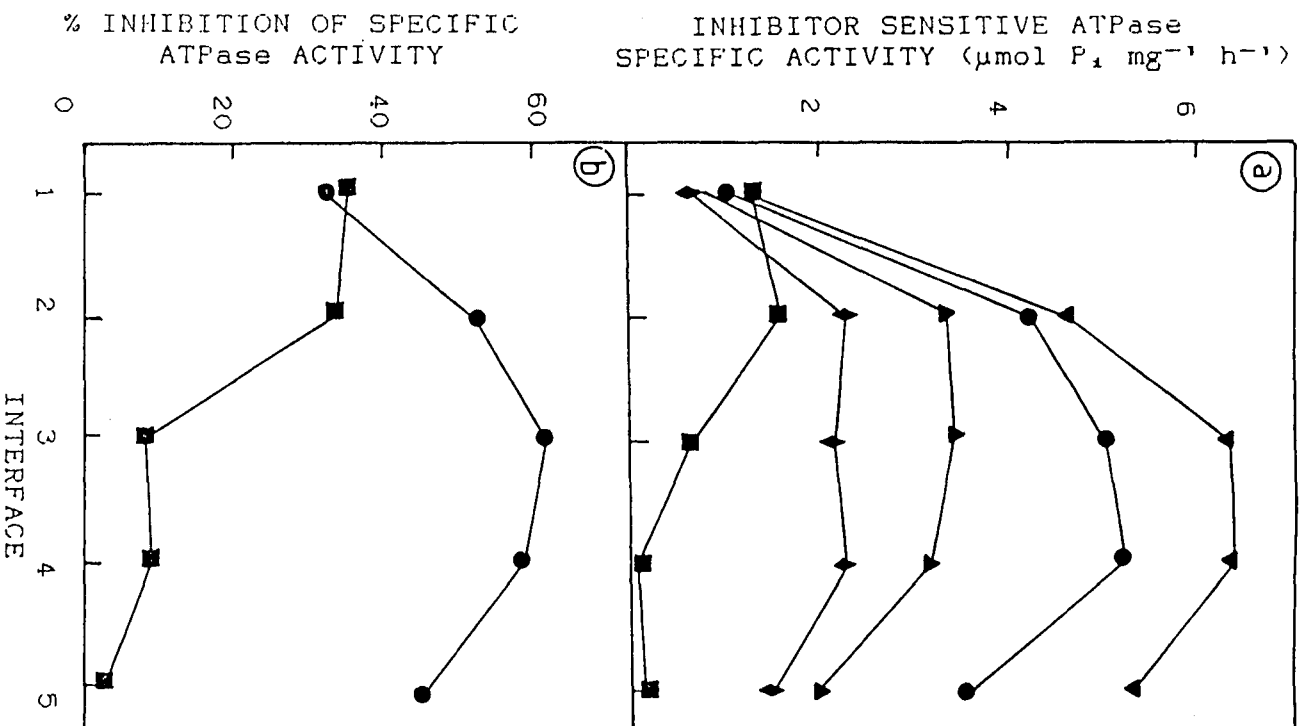 % INHIBITION OF SPECIFIC
ATPase ACTIVITY
INHIBITOR SENSITIVE ATPase
SPECIFIC ACTIVITY (μmol Pᵢ mg⁻¹ h⁻¹)
0
20
40
60
2
4
6
b
a
1
2
3
4
5
INTERFACE